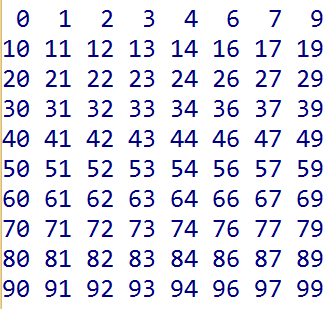 0 1 2 3 4 6 7 9
10 11 12 13 14 16 17 19
20 21 22 23 24 26 27 29
30 31 32 33 34 36 37 39
40 41 42 43 44 46 47 49
50 51 52 53 54 56 57 59
60 61 62 63 64 66 67 69
70 71 72 73 74 76 77 79
80 81 82 83 84 86 87 89
90 91 92 93 94 96 97 99